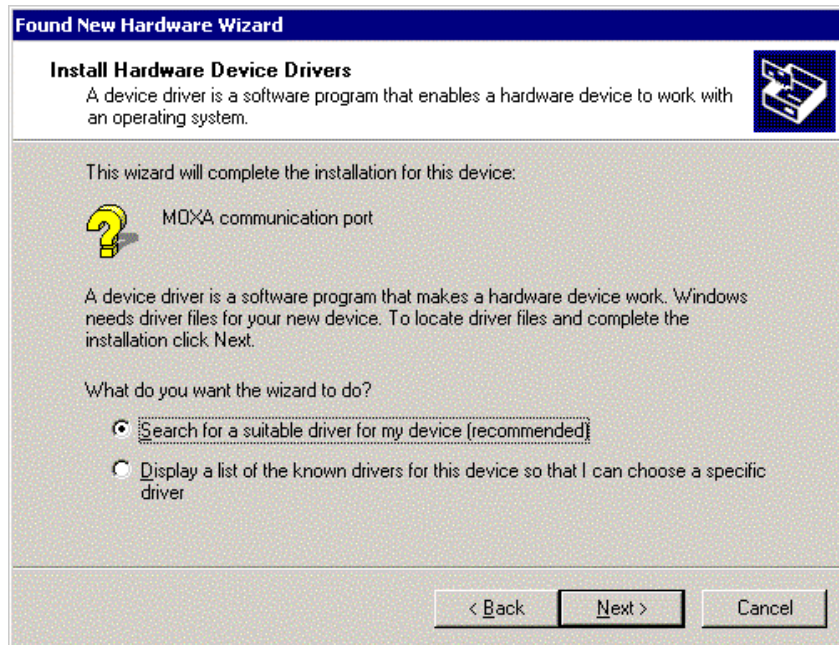 Found New Hardware Wizard
Install Hardware Device Drivers
A device driver is a software program that enables a hardware device to work with
an operating system.
This wizard will complete the installation for this device:
MOXA communication port
A device driver is a software program that makes a hardware device work. Windows
needs driver files for your new device. To locate driver files and complete the
installation click Next.
What do you want the wizard to do?
Search for a suitable driver for my device (recommended)
Display a list of the known drivers for this device so that I can choose a specific
driver
< Back Next > Cancel